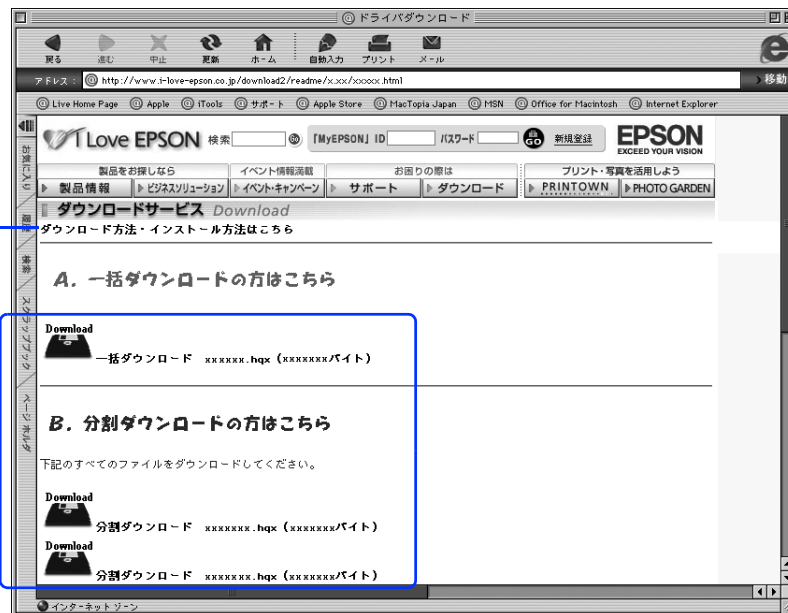 @ ドライバダウンロード
戻る 進む 中止 更新 ホーム 自動入力 プリント メール
アドレス: @ http://www.i-love-epson.co.jp/download2/readme/x.xx/xxxxx.html 移動
@ Live Home Page @ Apple @ iTools @ サポート @ Apple Store @ MacTopia Japan @ MSN @ Office for Macintosh @ Internet Explorer
I Love EPSON 検索 GO 「MyEPSON」 ID パスワード GO 新規登録 EPSON
EXCEED YOUR VISION
製品をお探しなら イベント情報満載 お困りの際は プリント・写真を活用しよう
製品情報 ビジネスソリューション イベント・キャンペーン サポート ダウンロード PRINTOWN PHOTO GARDEN
ダウンロードサービス Download
ダウンロード方法・インストール方法はこちら
A. 一括ダウンロードの方はこちら
Download
一括ダウンロード xxxxxx.hqx (xxxxxxxバイト)
B. 分割ダウンロードの方はこちら
下記のすべてのファイルをダウンロードしてください。
Download
分割ダウンロード xxxxxxx.hqx (xxxxxxxバイト)
Download
分割ダウンロード xxxxxxx.hqx (xxxxxxxバイト)
お気に入り
履歴
検索
スクラップブック
ページ ホルダ
インターネット ゾーン